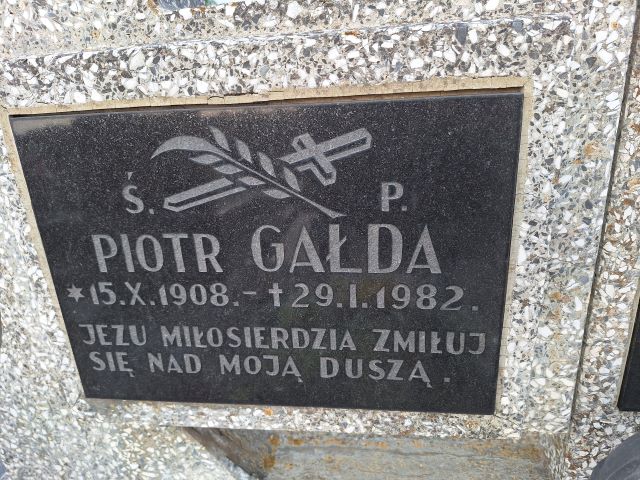 Ś. P.
PIOTR GAŁDA
*15.X.1908.-✝29.I.1982.
JEZU MIŁOSIERDZIA ZMIŁUJ
SIĘ NAD MOJĄ DUSZĄ.